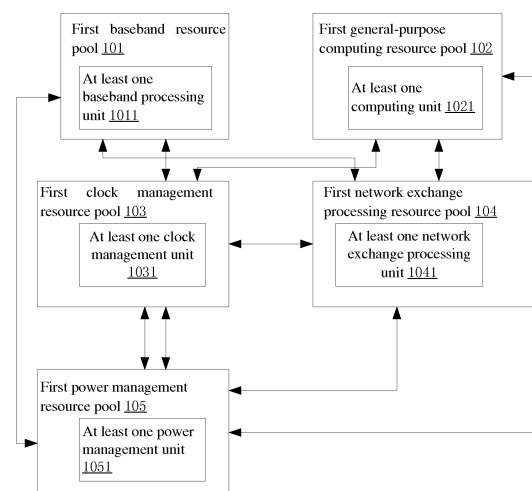 First baseband resource
pool 101
At least one
baseband processing
unit 1011
First general-purpose
computing resource pool 102
At least one
computing unit 1021
First clock management
resource pool 103
At least one clock
management unit
1031
First network exchange
processing resource pool 104
At least one network
exchange processing
unit 1041
First power management
resource pool 105
At least one power
management unit
1051